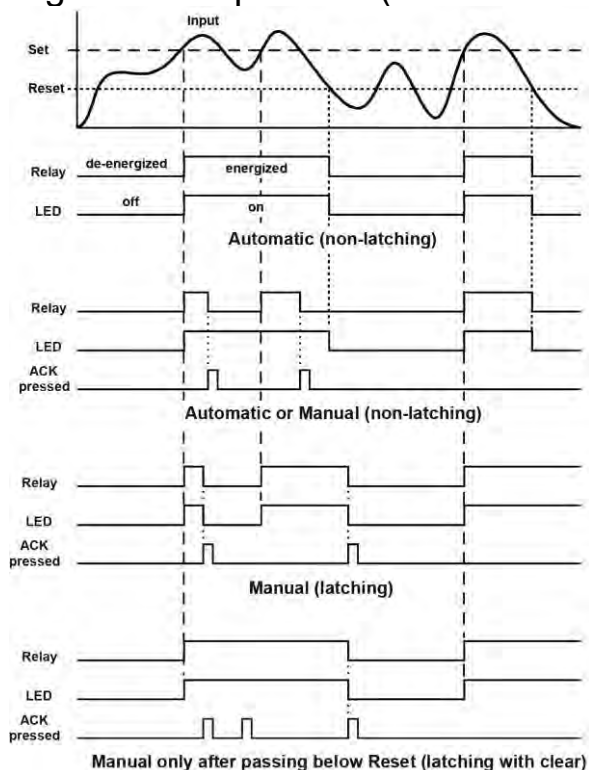 Input
Set
Reset
de-energized energized
Relay
off on
LED
Automatic (non-latching)
Relay
LED
ACK
pressed
Automatic or Manual (non-latching)
Relay
LED
ACK
pressed
Manual (latching)
Relay
LED
ACK
pressed
Manual only after passing below Reset (latching with clear)